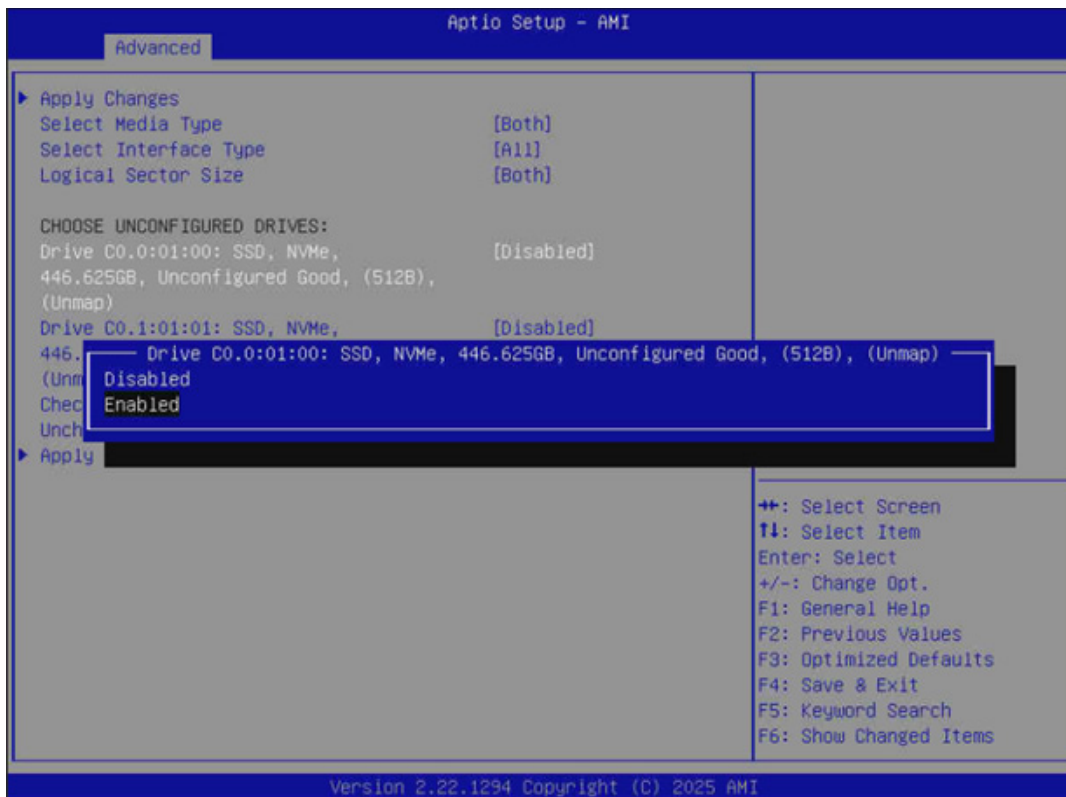 Aptio Setup – AMI
Advanced
Apply Changes
Select Media Type [Both]
Select Interface Type [All]
Logical Sector Size [Both]
CHOOSE UNCONFIGURED DRIVES:
Drive C0.0:01:00: SSD, NVMe, [Disabled]
446.625GB, Unconfigured Good, (512B),
(Unmap)
Drive C0.1:01:01: SSD, NVMe, [Disabled]
446.
Drive C0.0:01:00: SSD, NVMe, 446.625GB, Unconfigured Good, (512B), (Unmap)
(Unm
Disabled
Chec
Enabled
Unch
Apply
→←: Select Screen
↑↓: Select Item
Enter: Select
+/-: Change Opt.
F1: General Help
F2: Previous Values
F3: Optimized Defaults
F4: Save & Exit
F5: Keyword Search
F6: Show Changed Items
Version 2.22.1294 Copyright (C) 2025 AMI